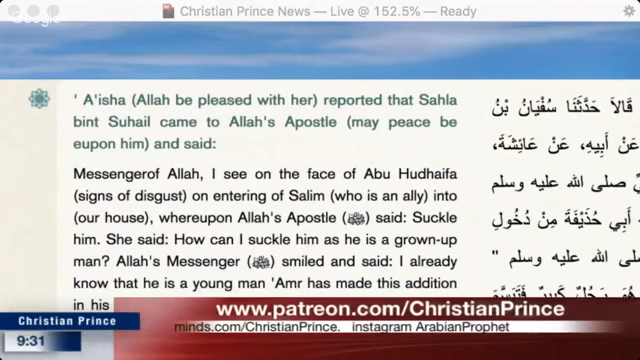 Christian Prince News — Live @ 152.5% — Ready
' A'isha (Allah be pleased with her) reported that Sahla
bint Suhail came to Allah's Apostle (may peace be
eupon him) and said:
Messengerof Allah, I see on the face of Abu Hudhaifa
(signs of disgust) on entering of Salim (who is an ally) into
(our house), whereupon Allah's Apostle (ﷺ) said: Suckle
him. She said: How can I suckle him as he is a grown-up
man? Allah's Messenger (ﷺ) smiled and said: I already
know that he is a young man 'Amr has made this addition
in his
قَالاَ حَدَّثَنَا سُفْيَانُ بْنُ
عَنْ أَبِيهِ، عَنْ عَائِشَةَ،
صلى الله عليه وسلم
أَبِي حُذَيْفَةَ مِنْ دُخُولِ
صلى الله عليه وسلم "
رَجُلٌ كَبِيرٌ
www.patreon.com/ChristianPrince
minds.com/ChristianPrince. instagram ArabianProphet
Christian Prince
9:31